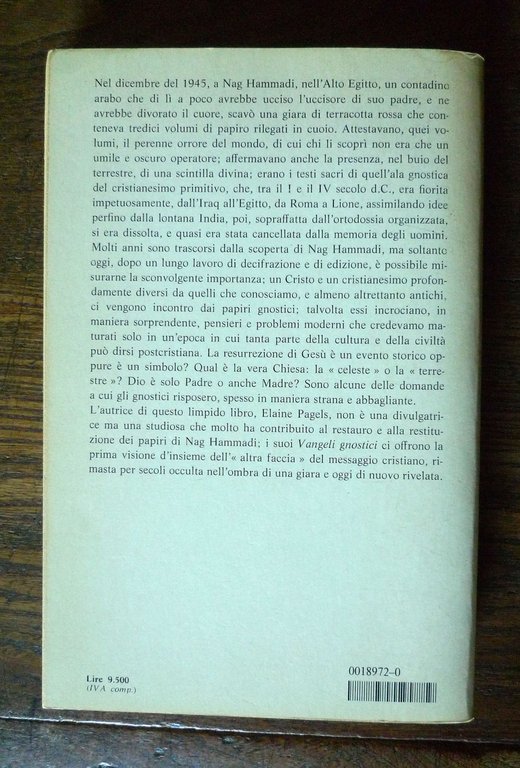 Nel dicembre del 1945, a Nag Hammadi, nell'Alto Egitto, un contadino
arabo che di lì a poco avrebbe ucciso l'uccisore di suo padre, e ne
avrebbe divorato il cuore, scavò una giara di terracotta rossa che con-
teneva tredici volumi di papiro rilegati in cuoio. Attestavano, quei vo-
lumi, il perenne orrore del mondo, di cui chi li scoprì non era che un
umile e oscuro operatore; affermavano anche la presenza, nel buio del
terrestre, di una scintilla divina; erano i testi sacri di quell'ala gnostica
del cristianesimo primitivo, che, tra il I e il IV secolo d.C., era fiorita
impetuosamente, dall'Iraq all'Egitto, da Roma a Lione, assimilando idee
perfino dalla lontana India, poi, sopraffatta dall'ortodossia organizzata,
si era dissolta, e quasi era stata cancellata dalla memoria degli uomini.
Molti anni sono trascorsi dalla scoperta di Nag Hammadi, ma soltanto
oggi, dopo un lungo lavoro di decifrazione e di edizione, è possibile mi-
surarne la sconvolgente importanza; un Cristo e un cristianesimo profon-
damente diversi da quelli che conosciamo, e almeno altrettanto antichi,
ci vengono incontro dai papiri gnostici; talvolta essi incrociano, in
maniera sorprendente, pensieri e problemi moderni che credevamo ma-
turati solo in un'epoca in cui tanta parte della cultura e della civiltà
può dirsi postcristiana. La resurrezione di Gesù è un evento storico op-
pure è un simbolo? Qual è la vera Chiesa: la « celeste » o la « terre-
stre »? Dio è solo Padre o anche Madre? Sono alcune delle domande
a cui gli gnostici risposero, spesso in maniera strana e abbagliante.
L'autrice di questo limpido libro, Elaine Pagels, non è una divulgatri-
ce ma una studiosa che molto ha contribuito al restauro e alla restitu-
zione dei papiri di Nag Hammadi; i suoi Vangeli gnostici ci offrono la
prima visione d'insieme dell'« altra faccia » del messaggio cristiano, ri-
masta per secoli occulta nell'ombra di una giara e oggi di nuovo rivelata.
Lire 9.500
(IVA comp.)
0018972-0